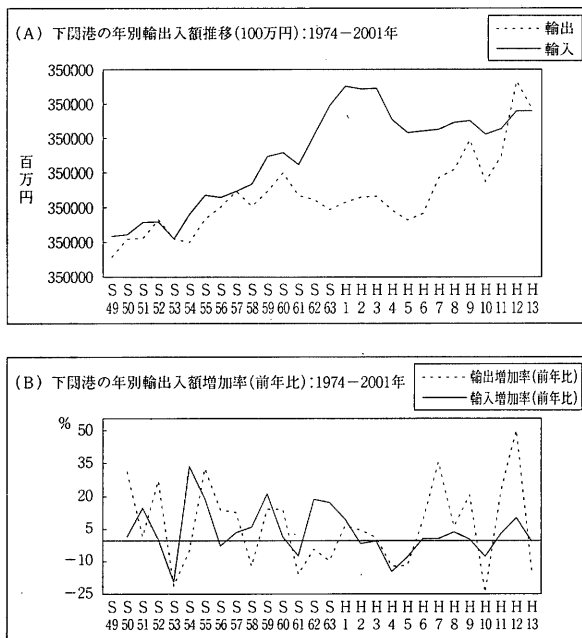 (A) 下関港の年別輸出入額推移(100万円):1974－2001年
輸出
輸入
350000
350000
350000
350000
350000
350000
350000
百万円
S S S S S S S S S S S S S S S H H H H H H H H H H H H H
49 50 51 52 53 54 55 56 57 58 59 60 61 62 63 1 2 3 4 5 6 7 8 9 10 11 12 13
(B) 下関港の年別輸出入額増加率(前年比):1974－2001年
輸出増加率(前年比)
輸入増加率(前年比)
%
50
35
20
5
－10
－25
S S S S S S S S S S S S S S S H H H H H H H H H H H H H
49 50 51 52 53 54 55 56 57 58 59 60 61 62 63 1 2 3 4 5 6 7 8 9 10 11 12 13